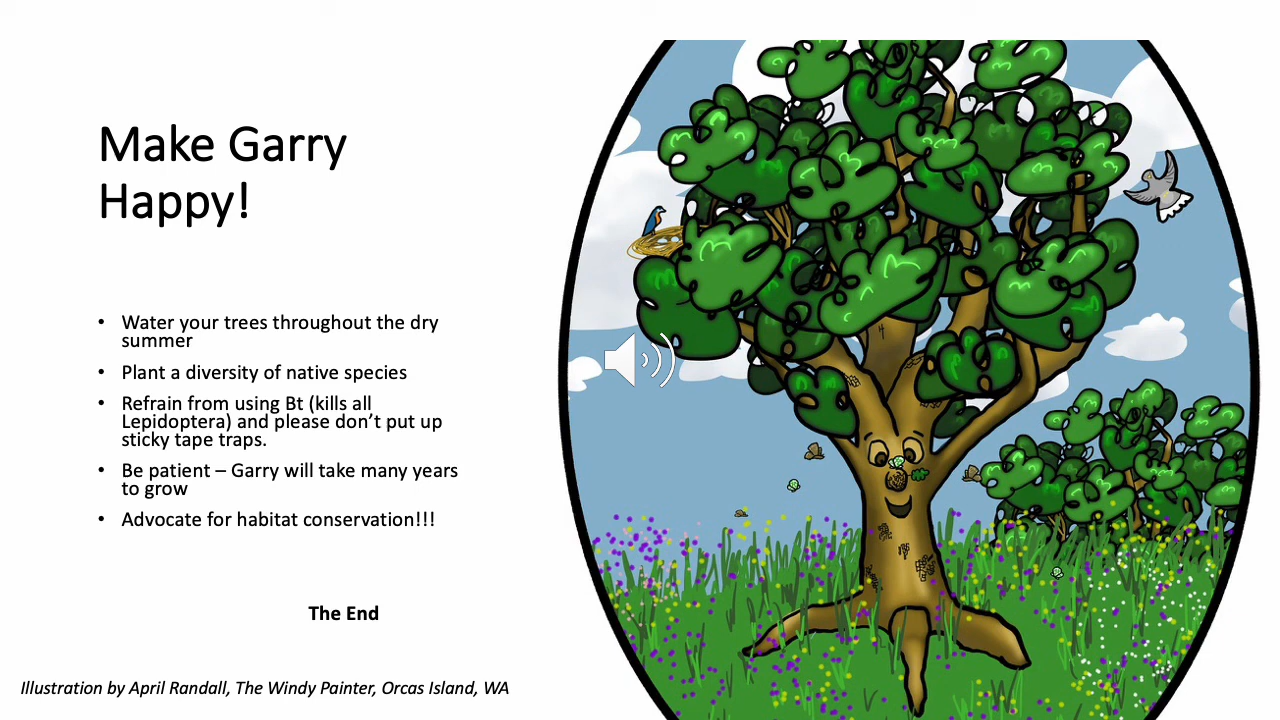 Make Garry
Happy!
• Water your trees throughout the dry
summer
• Plant a diversity of native species
• Refrain from using Bt (kills all
Lepidoptera) and please don’t put up
sticky tape traps.
• Be patient – Garry will take many years
to grow
• Advocate for habitat conservation!!!
The End
Illustration by April Randall, The Windy Painter, Orcas Island, WA